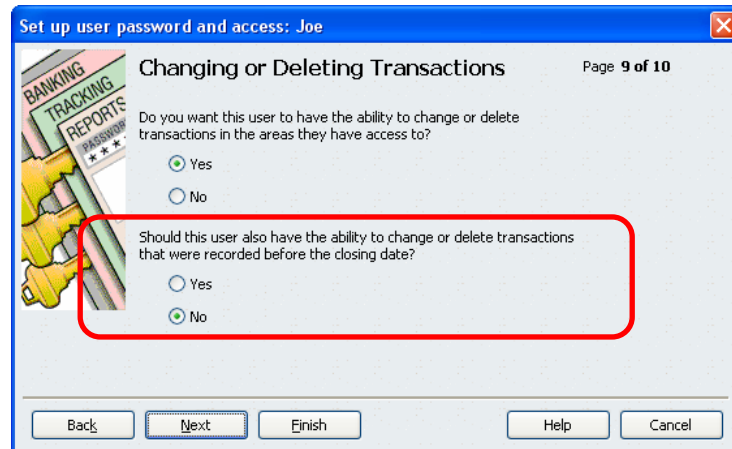 Set up user password and access: Joe
BANKING
TRACKING
REPORTS
PASSWORD
* * * *
Changing or Deleting Transactions
Page 9 of 10
Do you want this user to have the ability to change or delete
transactions in the areas they have access to?
Yes
No
Should this user also have the ability to change or delete transactions
that were recorded before the closing date?
Yes
No
Back
Next
Finish
Help
Cancel